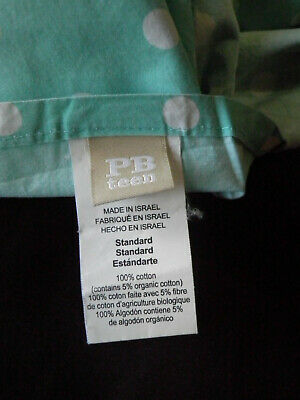 PB
teen
MADE IN ISRAEL
FABRIQUÉ EN ISRAEL
HECHO EN ISRAEL
Standard
Standard
Estándarte
100% cotton
(contains 5% organic cotton)
100% coton faite avec 5% fibre
de coton d'agriculture biologique
100% Algodón contiene 5%
de algodón orgánico